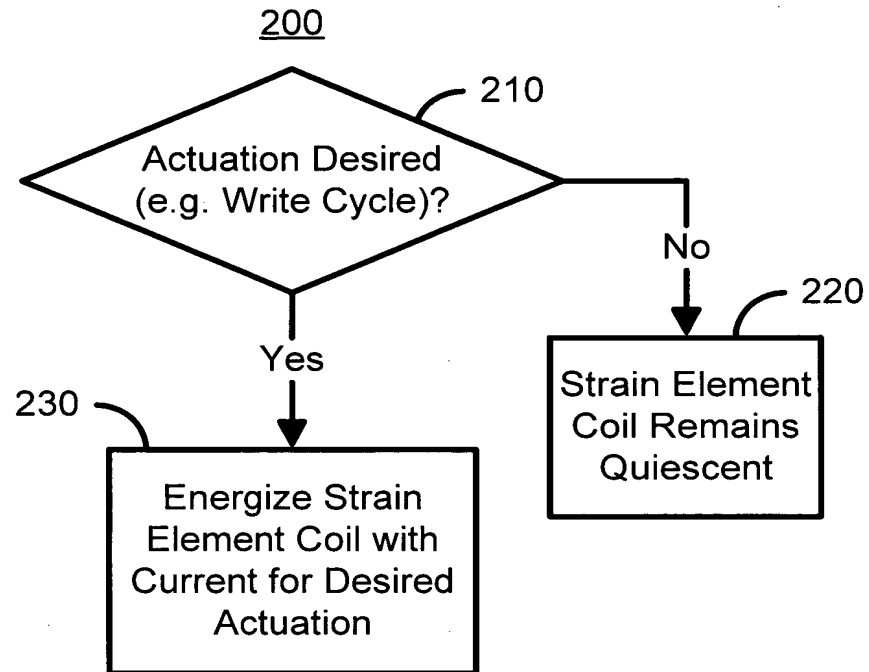 200
210
Actuation Desired
(e.g. Write Cycle)?
No
220
Yes
Strain Element
Coil Remains
Quiescent
230
Energize Strain
Element Coil with
Current for Desired
Actuation